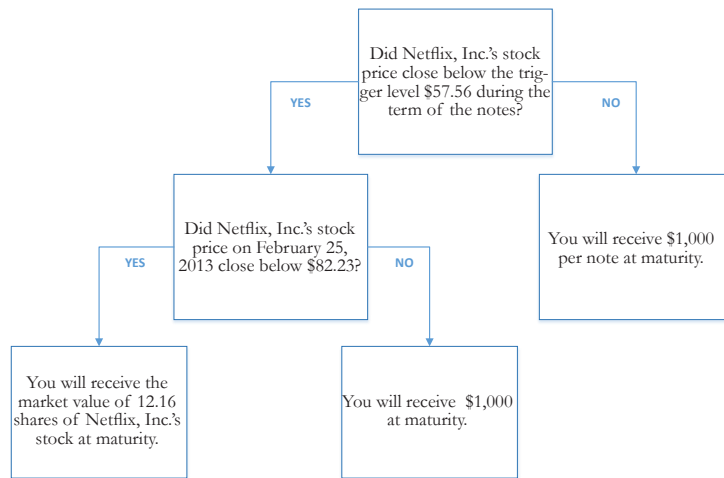 Did Netflix, Inc.'s stock
price close below the trig-
ger level $57.56 during the
term of the notes?
YES
NO
Did Netflix, Inc.'s stock
price on February 25,
2013 close below $82.23?
You will receive $1,000
per note at maturity.
YES
NO
You will receive the
market value of 12.16
shares of Netflix, Inc.'s
stock at maturity.
You will receive $1,000
at maturity.